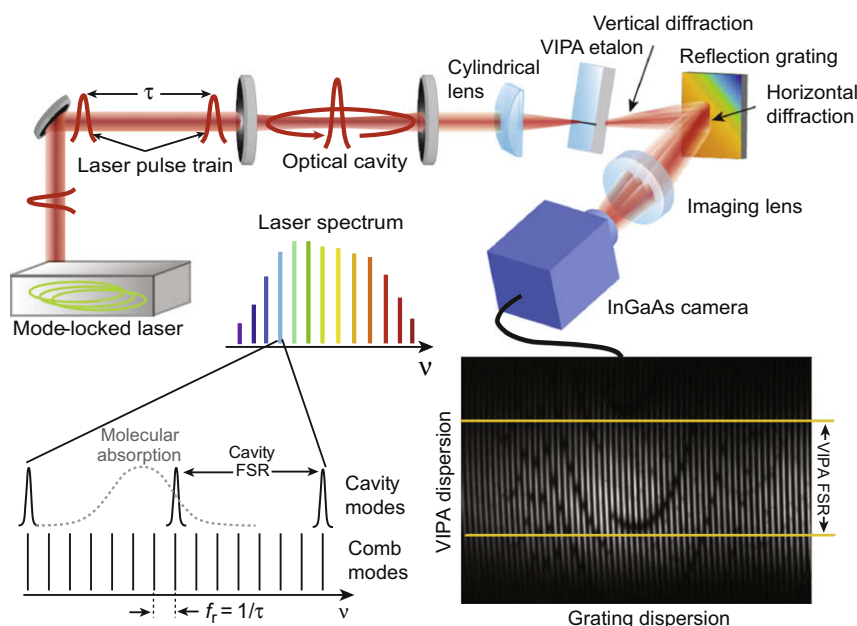 Vertical diffraction
VIPA etalon
Reflection grating
Cylindrical
lens
Horizontal
diffraction
τ
Laser pulse train
Optical cavity
Imaging lens
Laser spectrum
Mode-locked laser
InGaAs camera
ν
Molecular
absorption
Cavity
FSR
Cavity
modes
Comb
modes
fr = 1/τ
ν
VIPA dispersion
VIPA FSR
Grating dispersion